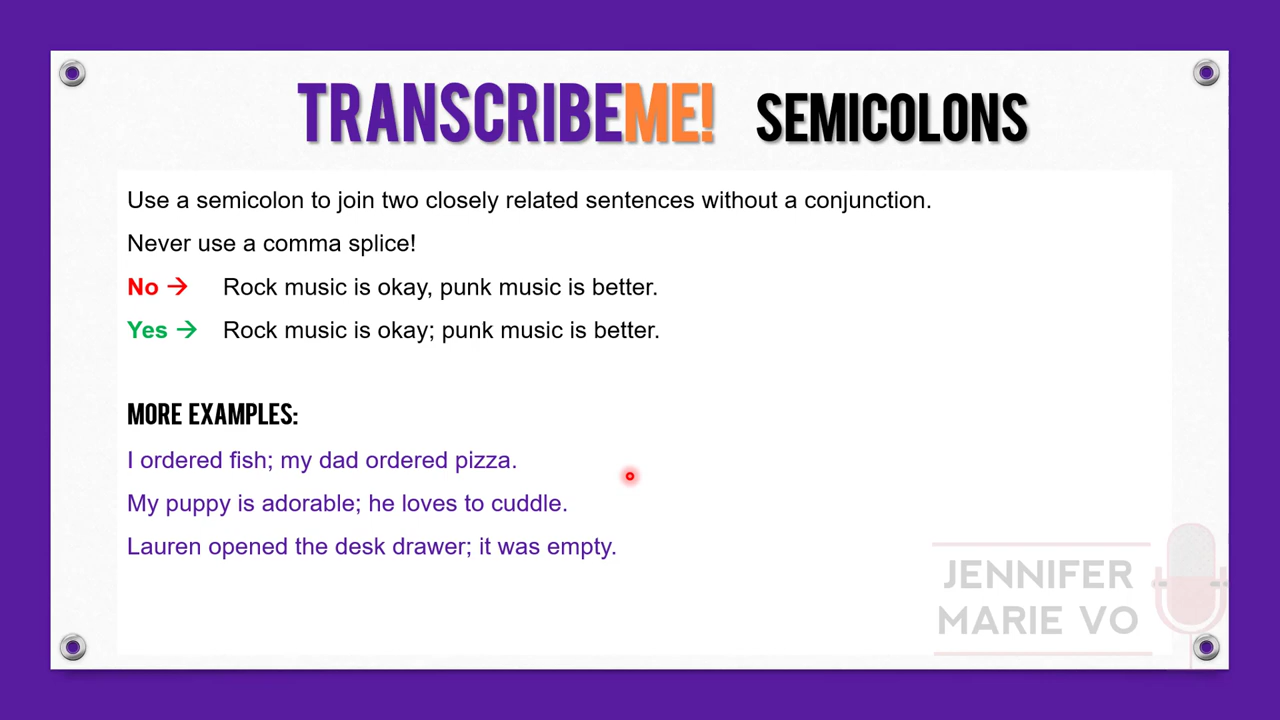 TRANSCRIBEME! SEMICOLONS
Use a semicolon to join two closely related sentences without a conjunction.
Never use a comma splice!
No → Rock music is okay, punk music is better.
Yes → Rock music is okay; punk music is better.
MORE EXAMPLES:
I ordered fish; my dad ordered pizza.
My puppy is adorable; he loves to cuddle.
Lauren opened the desk drawer; it was empty.
JENNIFER
MARIE VO